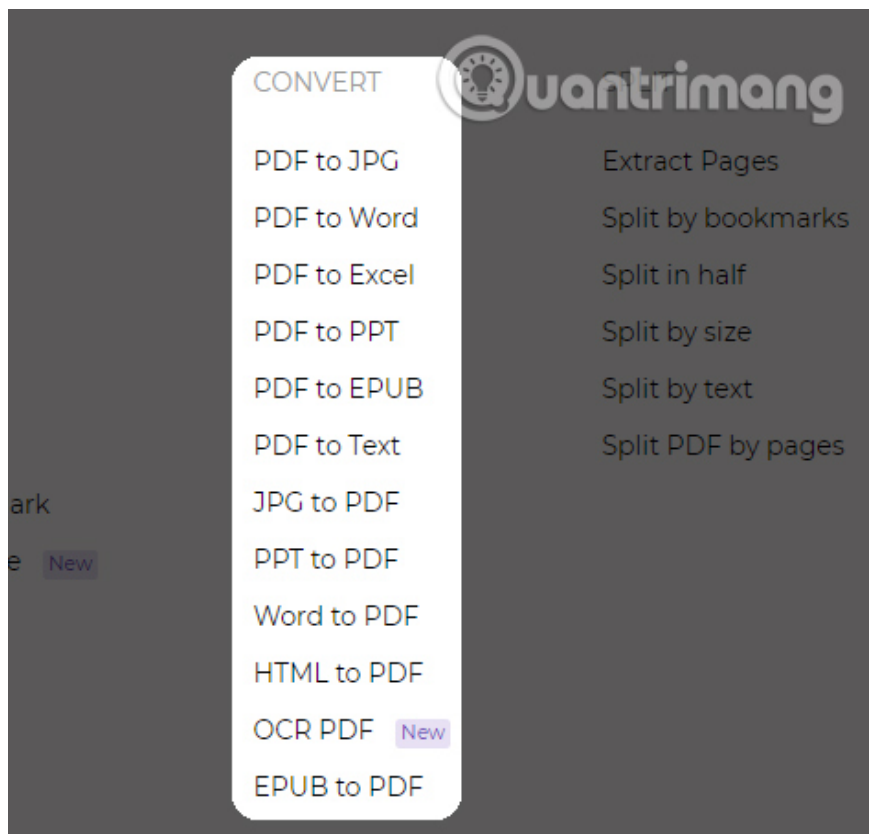 CONVERT
PDF to JPG
PDF to Word
PDF to Excel
PDF to PPT
PDF to EPUB
PDF to Text
JPG to PDF
PPT to PDF
Word to PDF
HTML to PDF
OCR PDF New
EPUB to PDF
Quantrimang
SPLIT
Extract Pages
Split by bookmarks
Split in half
Split by size
Split by text
Split PDF by pages
ark
e New